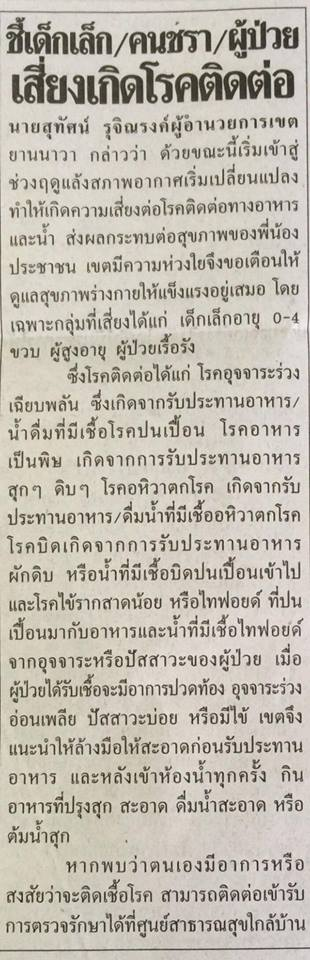 ชี้เด็กเล็ก/คนชรา/ผู้ป่วย
เสี่ยงเกิดโรคติดต่อ
นายสุทัศน์ รุจิณรงค์ผู้อำนวยการเขต
ยานนาวา กล่าวว่า ด้วยขณะนี้เริ่มเข้าสู่
ช่วงฤดูแล้งสภาพอากาศเริ่มเปลี่ยนแปลง
ทำให้เกิดความเสี่ยงต่อโรคติดต่อทางอาหาร
และน้ำ ส่งผลกระทบต่อสุขภาพของพี่น้อง
ประชาชน เขตมีความห่วงใยจึงขอเตือนให้
ดูแลสุขภาพร่างกายให้แข็งแรงอยู่เสมอ โดย
เฉพาะกลุ่มที่เสี่ยงได้แก่ เด็กเล็กอายุ 0-4
ขวบ ผู้สูงอายุ ผู้ป่วยเรื้อรัง
ซึ่งโรคติดต่อได้แก่ โรคอุจจาระร่วง
เฉียบพลัน ซึ่งเกิดจากรับประทานอาหาร/
น้ำดื่มที่มีเชื้อโรคปนเปื้อน โรคอาหาร
เป็นพิษ เกิดจากการรับประทานอาหาร
สุกๆ ดิบๆ โรคอหิวาตกโรค เกิดจากรับ
ประทานอาหาร/ดื่มน้ำที่มีเชื้ออหิวาตกโรค
โรคบิดเกิดจากการรับประทานอาหาร
ผักดิบ หรือน้ำที่มีเชื้อบิดปนเปื้อนเข้าไป
และโรคไข้รากสาดน้อย หรือไทฟอยด์ ที่ปน
เปื้อนมากับอาหารและน้ำที่มีเชื้อไทฟอยด์
จากอุจจาระหรือปัสสาวะของผู้ป่วย เมื่อ
ผู้ป่วยได้รับเชื้อจะมีอาการปวดท้อง อุจจาระร่วง
อ่อนเพลีย ปัสสาวะบ่อย หรือมีไข้ เขตจึง
แนะนำให้ล้างมือให้สะอาดก่อนรับประทาน
อาหาร และหลังเข้าห้องน้ำทุกครั้ง กิน
อาหารที่ปรุงสุก สะอาด ดื่มน้ำสะอาด หรือ
ต้มน้ำสุก
หากพบว่าตนเองมีอาการหรือ
สงสัยว่าจะติดเชื้อโรค สามารถติดต่อเข้ารับ
การตรวจรักษาได้ที่ศูนย์สาธารณสุขใกล้บ้าน